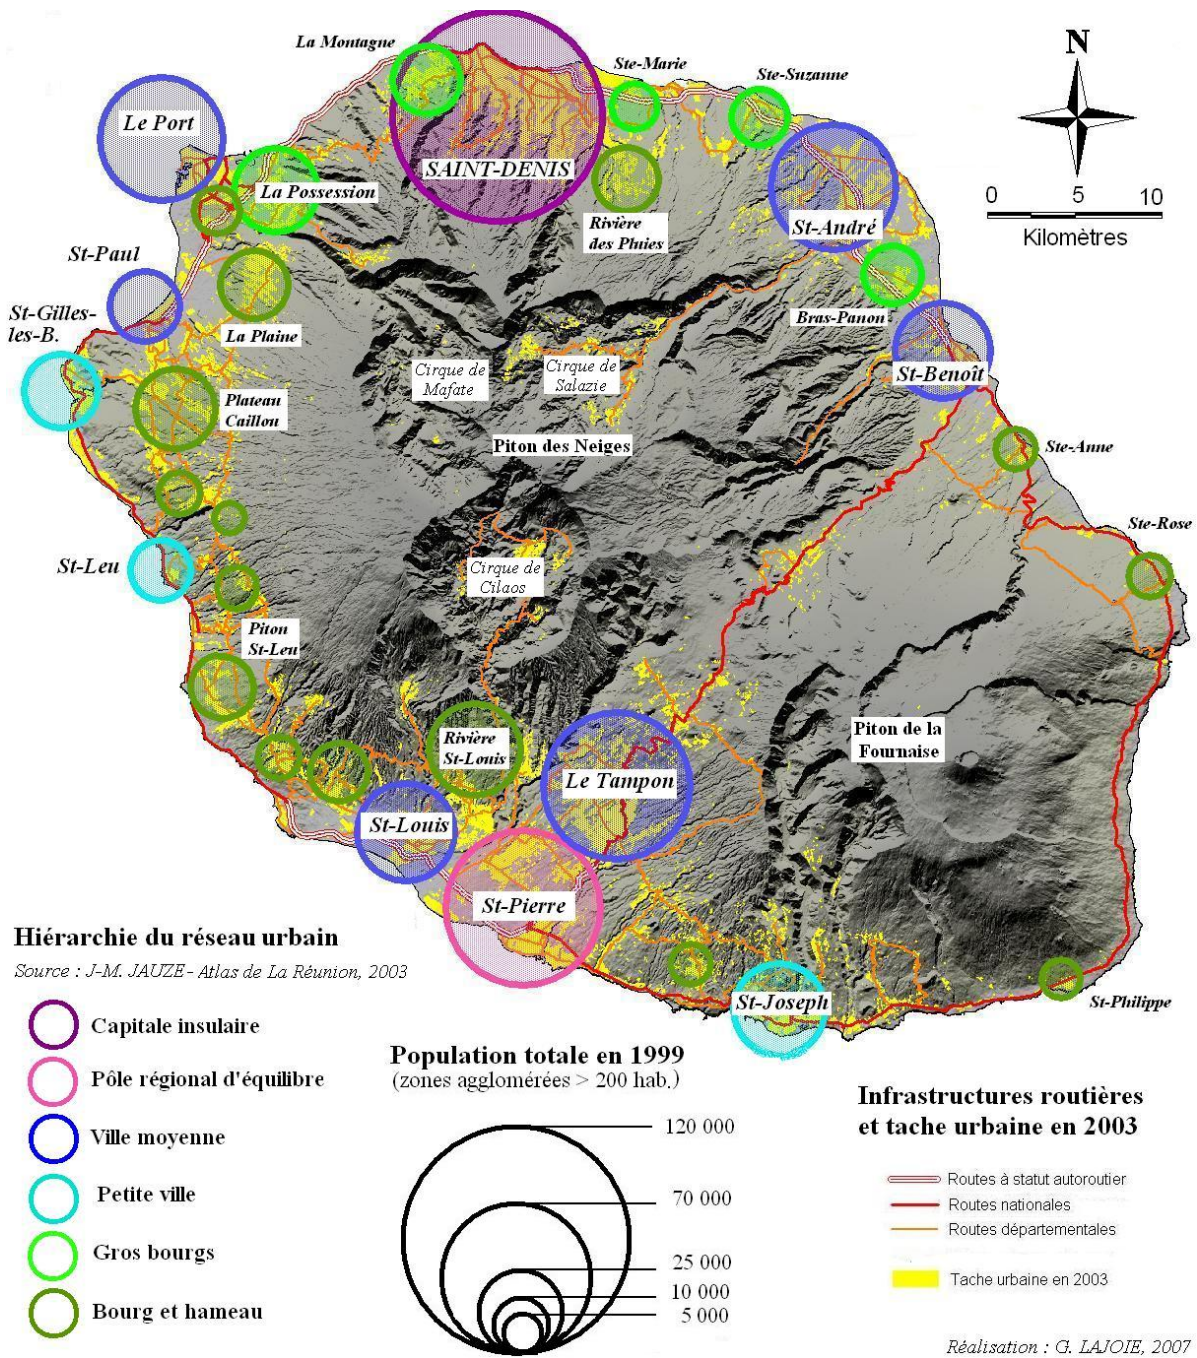 La Montagne
Ste-Marie
Ste-Suzanne
N
Le Port
SAINT-DENIS
La Possession
0 5 10
Kilomètres
Rivière
des Pluies
St-André
St-Paul
St-Gilles-
les-B.
La Plaine
Bras-Panon
Cirque de
Mafate
Cirque de
Salazie
St-Benoît
Plateau
Caillou
Piton des Neiges
Ste-Anne
Ste-Rose
St-Leu
Cirque de
Cilaos
Piton
St-Leu
Rivière
St-Louis
Piton de la
Fournaise
Le Tampon
St-Louis
St-Pierre
St-Joseph
St-Philippe
Hiérarchie du réseau urbain
Source : J-M. JAUZE - Atlas de La Réunion, 2003
Capitale insulaire
Pôle régional d'équilibre
Ville moyenne
Petite ville
Gros bourgs
Bourg et hameau
Population totale en 1999
(zones agglomérées > 200 hab.)
120 000
70 000
25 000
10 000
5 000
Infrastructures routières
et tache urbaine en 2003
Routes à statut autoroutier
Routes nationales
Routes départementales
Tache urbaine en 2003
Réalisation : G. LAJOIE, 2007